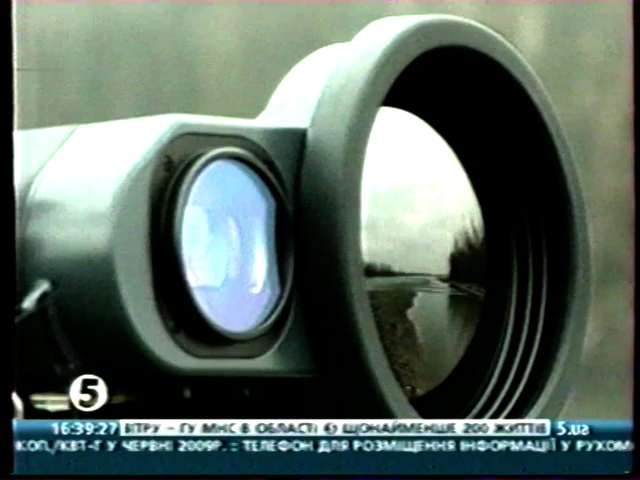 5
16:39:27 ВІТРУ - ГУ МНС В ОБЛАСТІ 5 ЩОНАЙМЕНШЕ 200 ЖИТТІВ 5.ua
КОП./КВТ-Г У ЧЕРВНІ 2009Р. :: ТЕЛЕФОН ДЛЯ РОЗМІЩЕННЯ ІНФОРМАЦІЇ У РУХОМ